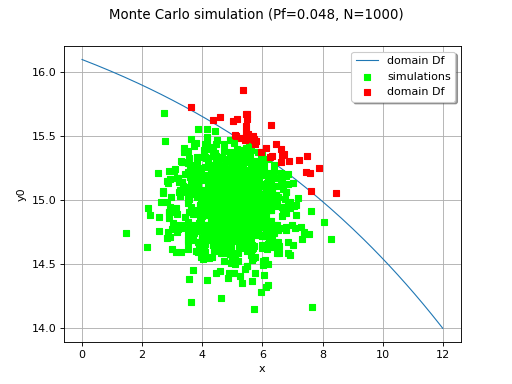 Monte Carlo simulation (Pf=0.048, N=1000)
domain Df
simulations
domain Df
16.0
15.5
15.0
14.5
14.0
y0
0 2 4 6 8 10 12
x